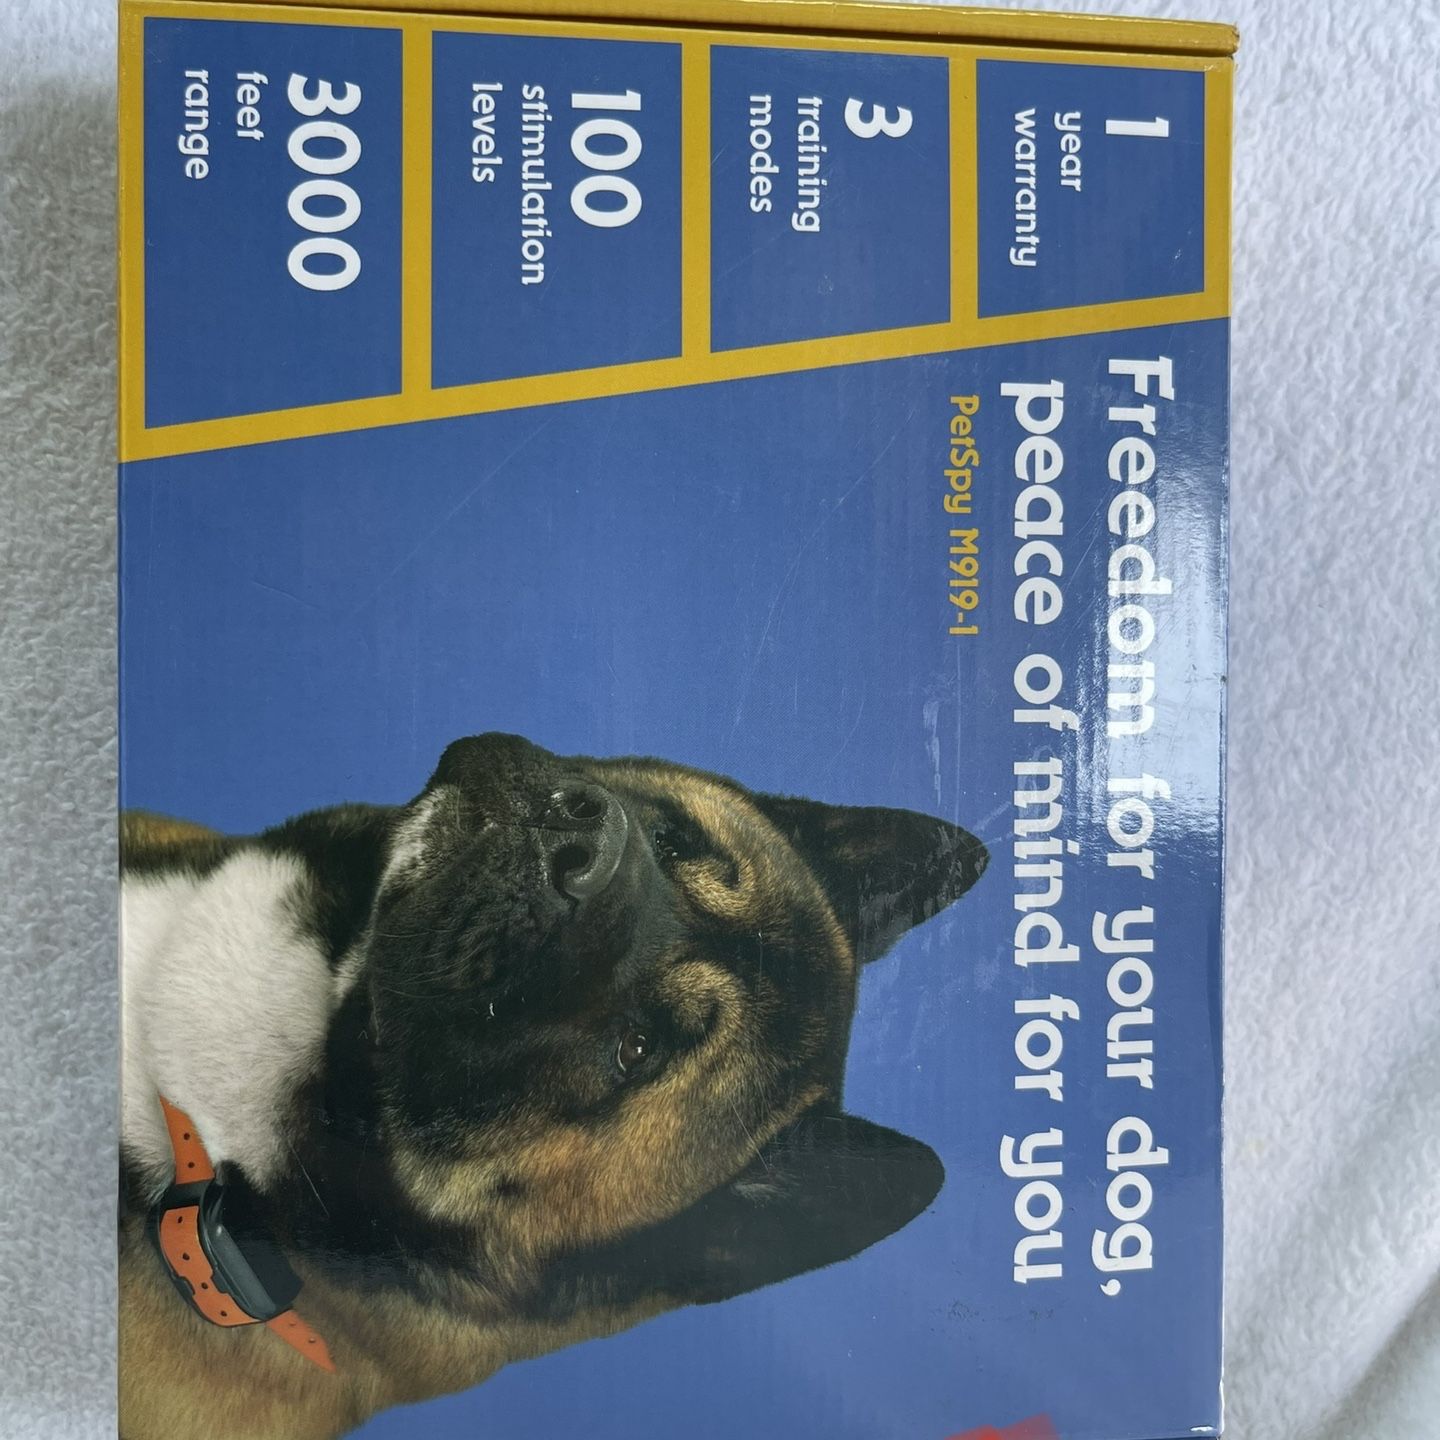 Freedom for your dog,
peace of mind for you
PetSpy M919-1
1
year
warranty
3
training
modes
100
stimulation
levels
3000
feet
range